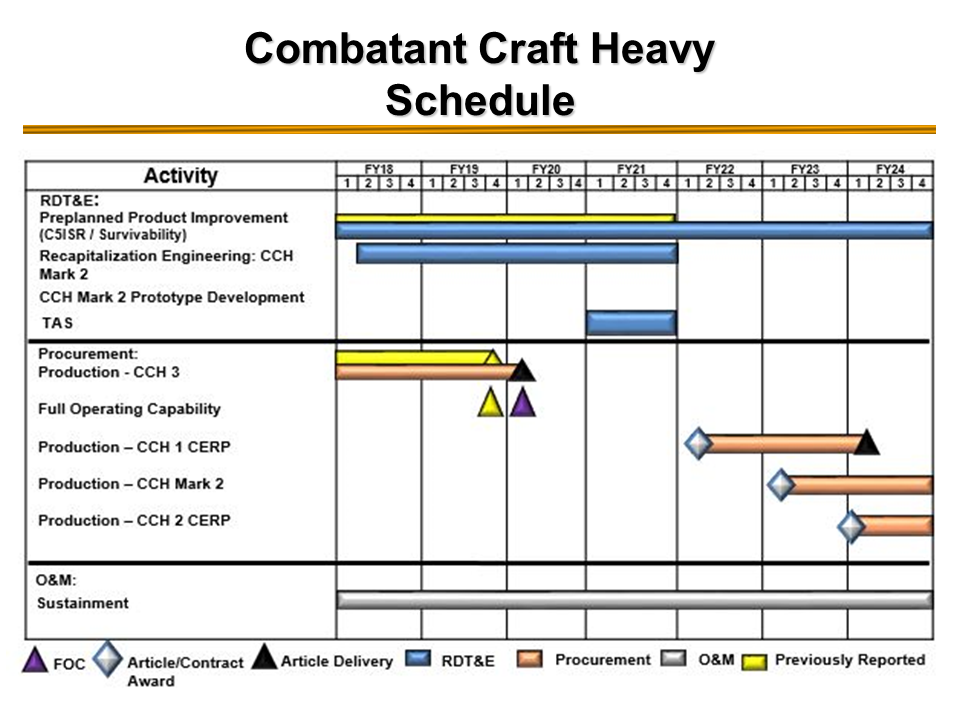 Combatant Craft Heavy
Schedule
Activity FY18 FY19 FY20 FY21 FY22 FY23 FY24
1 2 3 4 1 2 3 4 1 2 3 4 1 2 3 4 1 2 3 4 1 2 3 4 1 2 3 4
RDT&E:
Preplanned Product Improvement
(C5ISR / Survivability)
Recapitalization Engineering: CCH
Mark 2
CCH Mark 2 Prototype Development
TAS
Procurement:
Production - CCH 3
Full Operating Capability
Production – CCH 1 CERP
Production – CCH Mark 2
Production – CCH 2 CERP
O&M:
Sustainment
FOC
Article/Contract
Award
Article Delivery
RDT&E
Procurement
O&M
Previously Reported